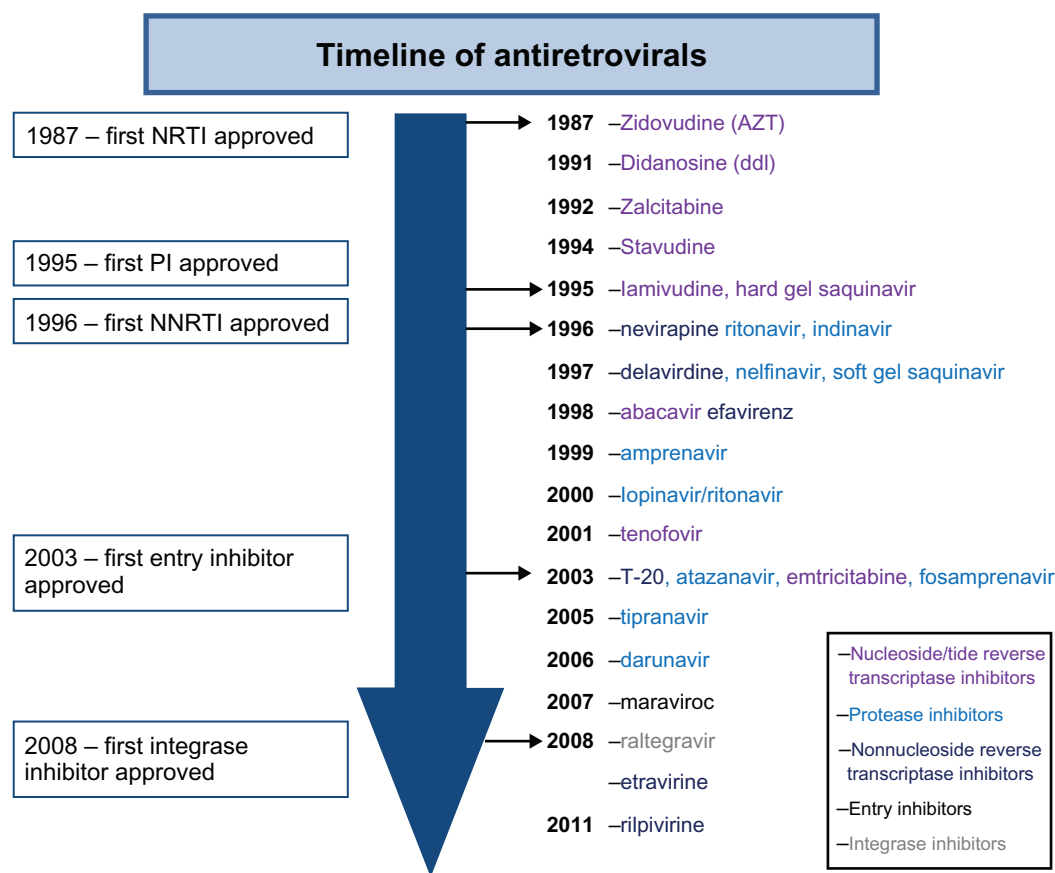 Timeline of antiretrovirals
1987 – first NRTI approved
1995 – first PI approved
1996 – first NNRTI approved
2003 – first entry inhibitor
approved
2008 – first integrase
inhibitor approved
1987 –Zidovudine (AZT)
1991 –Didanosine (ddI)
1992 –Zalcitabine
1994 –Stavudine
1995 –lamivudine, hard gel saquinavir
1996 –nevirapine ritonavir, indinavir
1997 –delavirdine, nelfinavir, soft gel saquinavir
1998 –abacavir efavirenz
1999 –amprenavir
2000 –lopinavir/ritonavir
2001 –tenofovir
2003 –T-20, atazanavir, emtricitabine, fosamprenavir
2005 –tipranavir
2006 –darunavir
2007 –maraviroc
2008 –raltegravir
–etravirine
2011 –rilpivirine
–Nucleoside/tide reverse
transcriptase inhibitors
–Protease inhibitors
–Nonnucleoside reverse
transcriptase inhibitors
–Entry inhibitors
–Integrase inhibitors